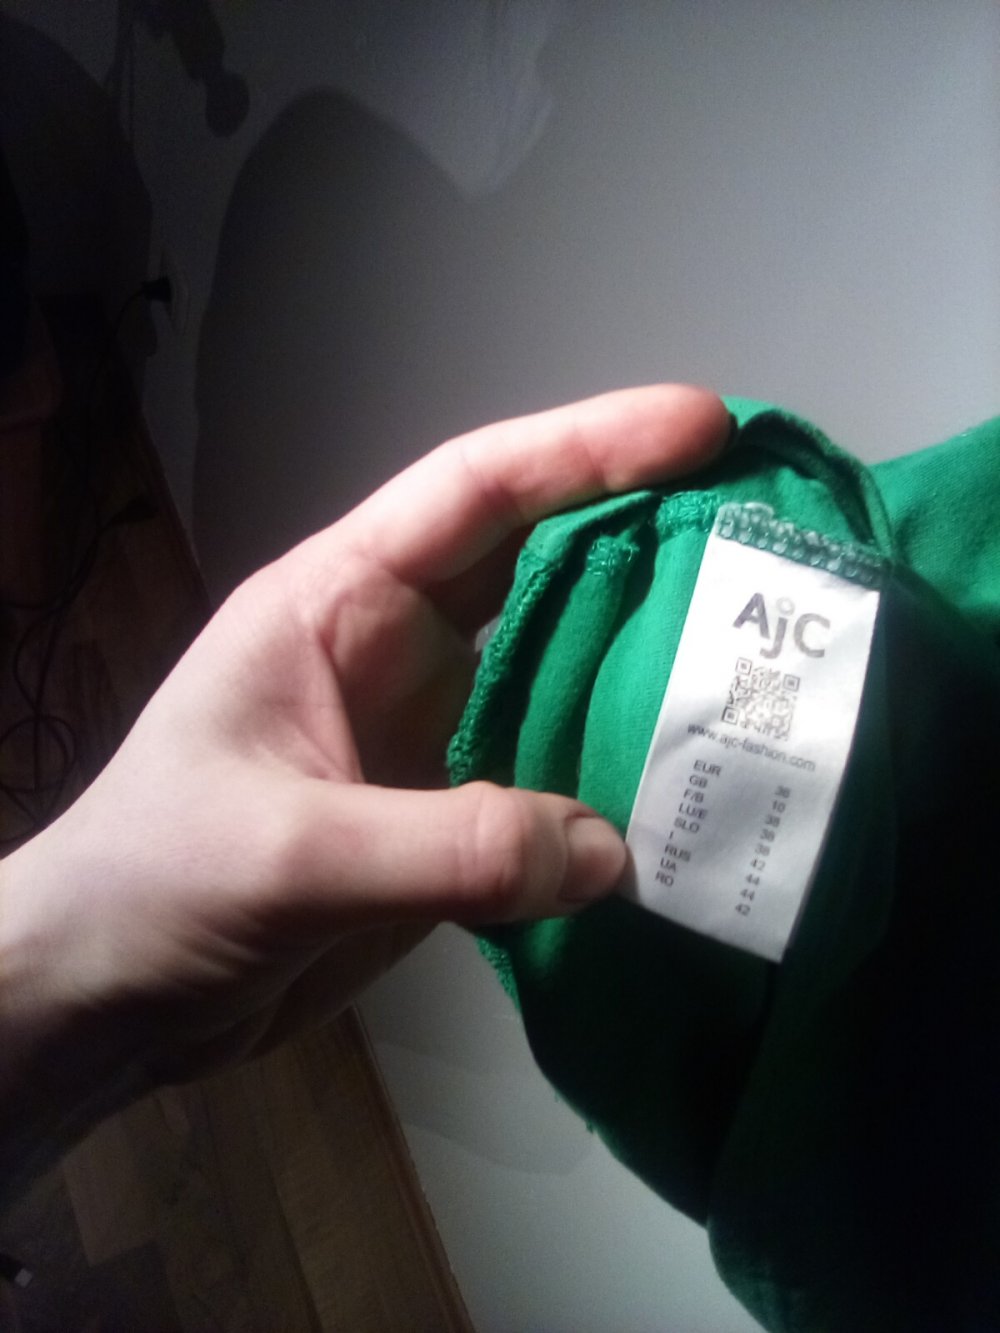 AjC
www.ajc-fashion.com
EUR 36
GB 10
F/B 38
LU/E 38
SLO 38
I 42
RUS 44
UA 44
RO 42